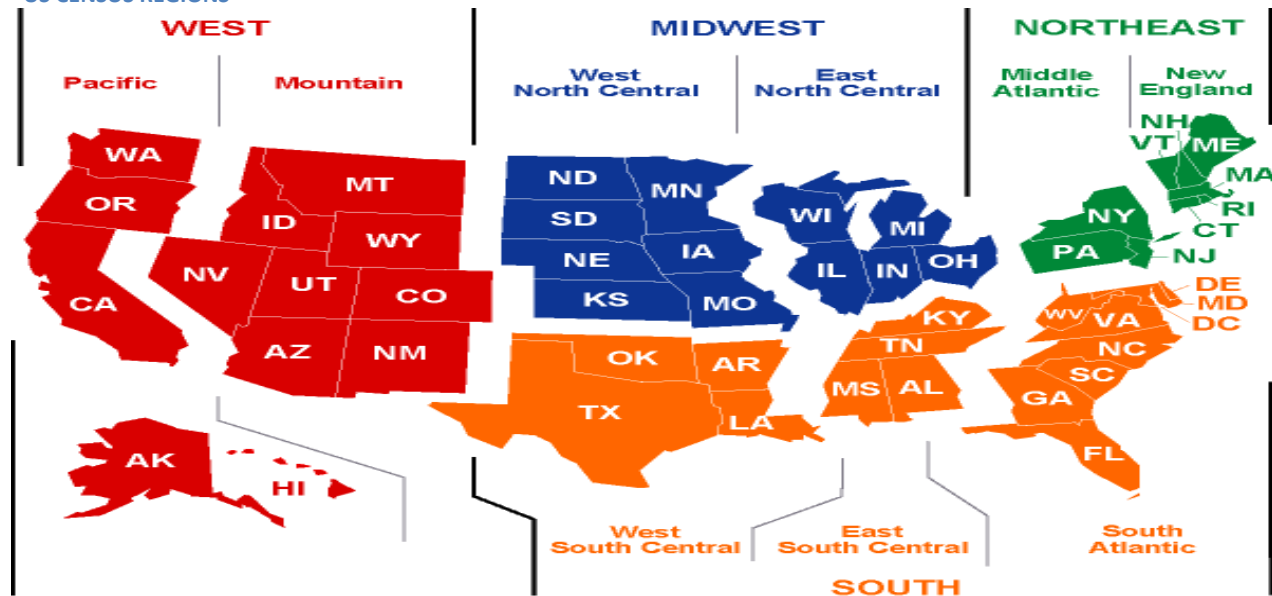 US CENSUS REGIONS
WEST
MIDWEST
NORTHEAST
Pacific
Mountain
West
North Central
East
North Central
Middle
Atlantic
New
England
WA
OR
CA
MT
ID
WY
NV
UT
CO
AZ
NM
AK
HI
ND
MN
SD
IA
NE
KS
MO
WI
MI
IL
IN
OH
NH
VT
ME
MA
RI
CT
NY
PA
NJ
OK
AR
TX
LA
KY
TN
MS
AL
DE
MD
DC
WV
VA
NC
SC
GA
FL
West
South Central
East
South Central
South
Atlantic
SOUTH